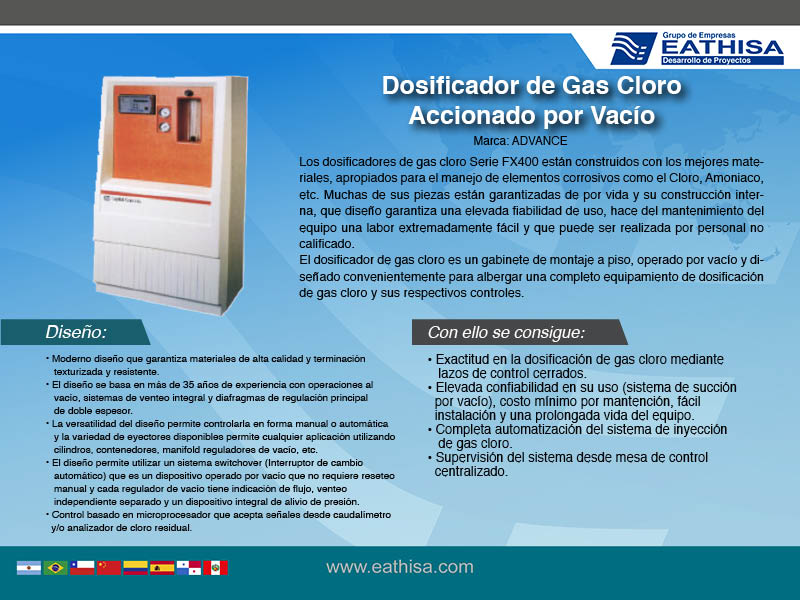 Grupo de Empresas
EATHISA
Desarrollo de Proyectos
Dosificador de Gas Cloro
Accionado por Vacío
Marca: ADVANCE
Los dosificadores de gas cloro Serie FX400 están construidos con los mejores mate-
riales, apropiados para el manejo de elementos corrosivos como el Cloro, Amoniaco,
etc. Muchas de sus piezas están garantizadas de por vida y su construcción inter-
na, que diseño garantiza una elevada fiabilidad de uso, hace del mantenimiento del
equipo una labor extremadamente fácil y que puede ser realizada por personal no
calificado.
El dosificador de gas cloro es un gabinete de montaje a piso, operado por vacío y di-
señado convenientemente para albergar una completo equipamiento de dosificación
de gas cloro y sus respectivos controles.
Diseño:
• Moderno diseño que garantiza materiales de alta calidad y terminación
texturizada y resistente.
• El diseño se basa en más de 35 años de experiencia con operaciones al
vacío, sistemas de venteo integral y diafragmas de regulación principal
de doble espesor.
• La versatilidad del diseño permite controlarla en forma manual o automática
y la variedad de eyectores disponibles permite cualquier aplicación utilizando
cilindros, contenedores, manifold reguladores de vacío, etc.
• El diseño permite utilizar un sistema switchover (Interruptor de cambio
automático) que es un dispositivo operado por vacío que no requiere reseteo
manual y cada regulador de vacío tiene indicación de flujo, venteo
independiente separado y un dispositivo integral de alivio de presión.
• Control basado en microprocesador que acepta señales desde caudalímetro
y/o analizador de cloro residual.
Con ello se consigue:
• Exactitud en la dosificación de gas cloro mediante
lazos de control cerrados.
• Elevada confiabilidad en su uso (sistema de succión
por vacío), costo mínimo por mantención, fácil
instalación y una prolongada vida del equipo.
• Completa automatización del sistema de inyección
de gas cloro.
• Supervisión del sistema desde mesa de control
centralizado.
www.eathisa.com